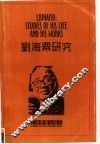 LIUHAISU:
STUDIES OF HIS LIFE
AND HIS WORKS
劉海粟研究